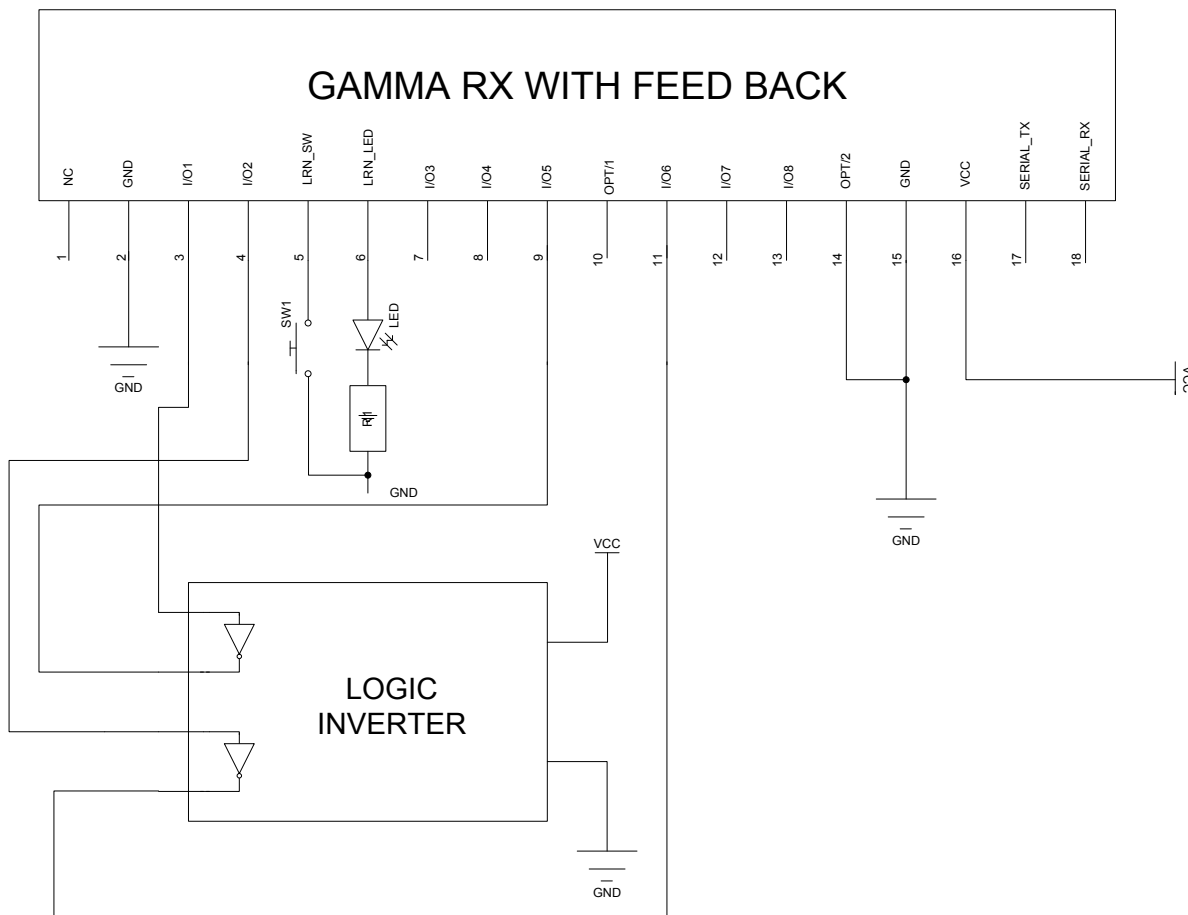 GAMMA RX WITH FEED BACK
NC
GND
I/O1
I/O2
LRN_SW
LRN_LED
I/O3
I/O4
I/O5
OPT/1
I/O6
I/O7
I/O8
OPT/2
GND
VCC
SERIAL_TX
SERIAL_RX
1
2
3
4
5
6
7
8
9
10
11
12
13
14
15
16
17
18
SW1
LED
GND
GND
GND
VCC
LOGIC
INVERTER
GND